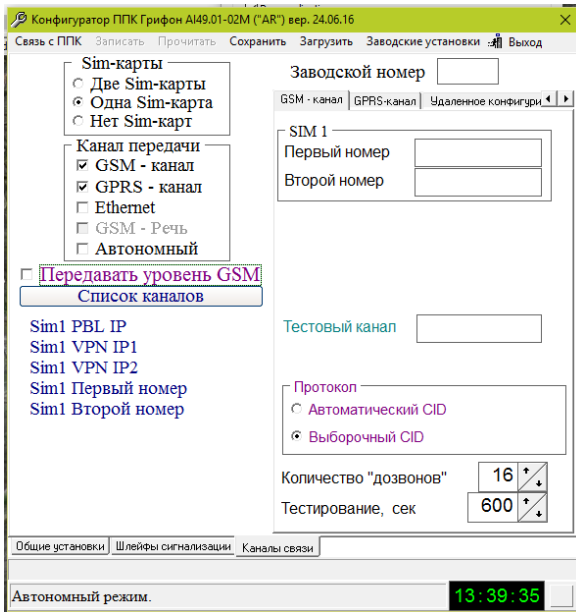 Конфигуратор ППК Грифон AI49.01-02M ("AR") вер. 24.06.16
Связь с ППК Записать Прочитать Сохранить Загрузить Заводские установки Выход
Sim-карты
Две Sim-карты
Одна Sim-карта
Нет Sim-карт
Канал передачи
GSM - канал
GPRS - канал
Ethernet
GSM - Речь
Автономный
Передавать уровень GSM
Список каналов
Sim1 PBL IP
Sim1 VPN IP1
Sim1 VPN IP2
Sim1 Первый номер
Sim1 Второй номер
Заводской номер
GSM - канал GPRS-канал Удаленное конфигури
SIM 1
Первый номер
Второй номер
Тестовый канал
Протокол
Автоматический CID
Выборочный CID
Количество "дозвонов" 16
Тестирование, сек 600
Общие установки Шлейфы сигнализации Каналы связи
Автономный режим. 13:39:35